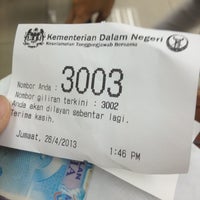 Kementerian Dalam Negeri
Keselamatan Tanggungjawab Bersama
Nombor Anda :
3003
Nombor giliran terkini : 3002
Anda akan dilayan sebentar lagi.
Terima kasih.
Jumaat, 26/4/2013 1:46 PM